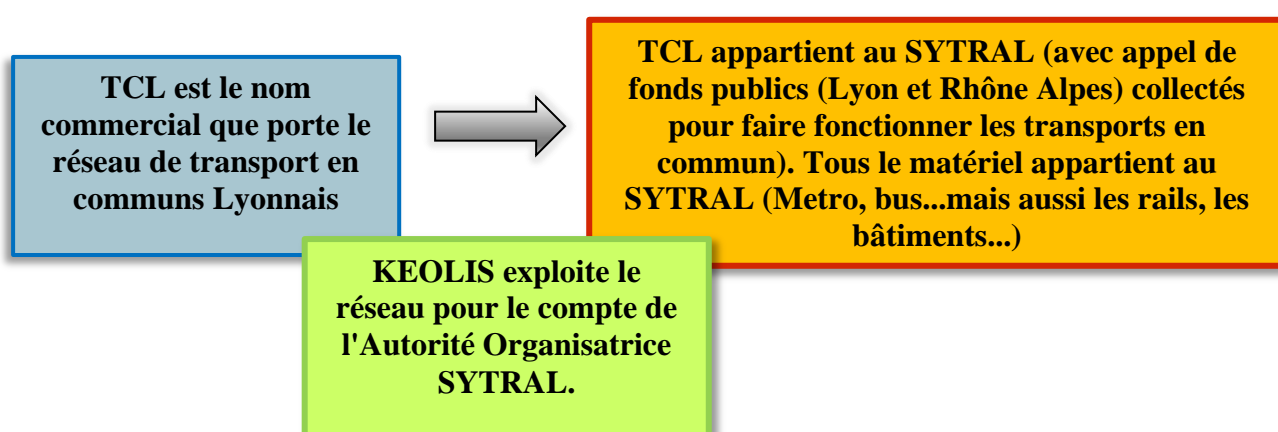 TCL est le nom
commercial que porte le
réseau de transport en
communs Lyonnais
TCL appartient au SYTRAL (avec appel de
fonds publics (Lyon et Rhône Alpes) collectés
pour faire fonctionner les transports en
commun). Tous le matériel appartient au
SYTRAL (Metro, bus...mais aussi les rails, les
bâtiments...)
KEOLIS exploite le
réseau pour le compte de
l'Autorité Organisatrice
SYTRAL.